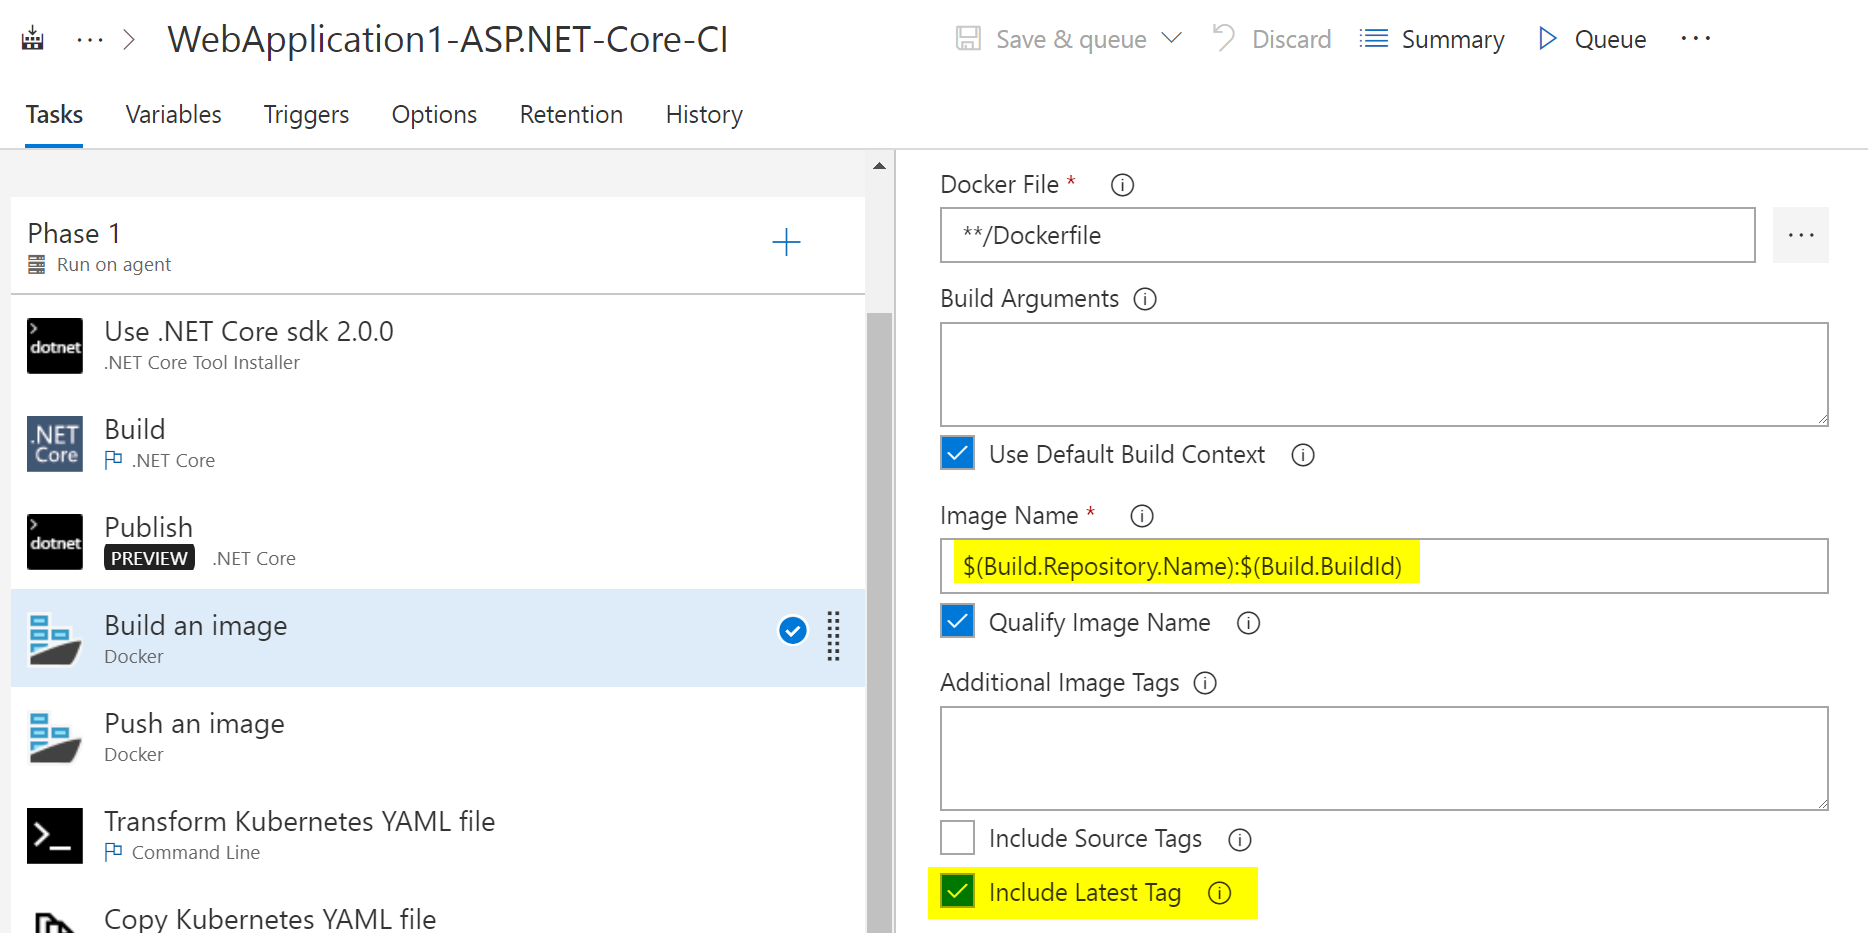 WebApplication1-ASP.NET-Core-CI
Save & queue
Discard
Summary
Queue
Tasks
Variables
Triggers
Options
Retention
History
Phase 1
Run on agent
>
dotnet
Use .NET Core sdk 2.0.0
.NET Core Tool Installer
.NET
Core
Build
.NET Core
>
dotnet
Publish
PREVIEW
.NET Core
Build an image
Docker
Push an image
Docker
Transform Kubernetes YAML file
Command Line
Copy Kubernetes YAML file
Docker File *
**/Dockerfile
...
Build Arguments
Use Default Build Context
Image Name *
$(Build.Repository.Name):$(Build.BuildId)
Qualify Image Name
Additional Image Tags
Include Source Tags
Include Latest Tag